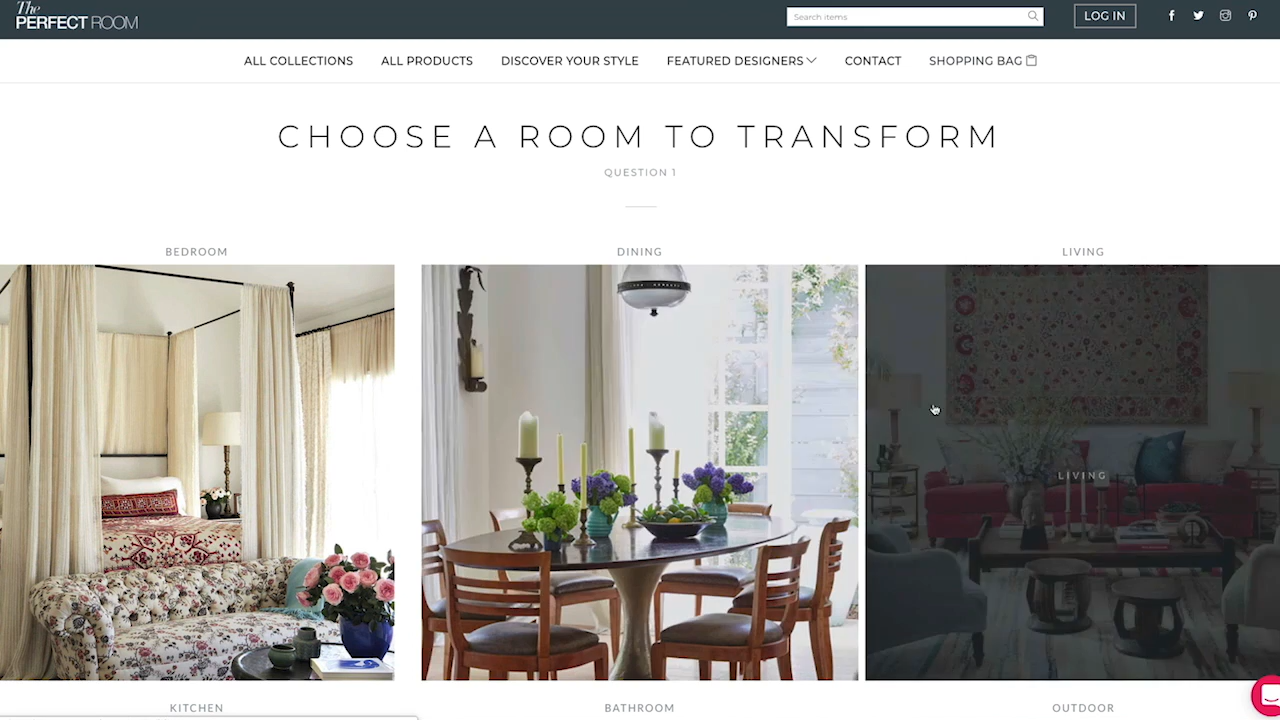 The
PERFECT ROOM
Search items
LOG IN
ALL COLLECTIONS
ALL PRODUCTS
DISCOVER YOUR STYLE
FEATURED DESIGNERS
CONTACT
SHOPPING BAG
CHOOSE A ROOM TO TRANSFORM
QUESTION 1
BEDROOM
DINING
LIVING
LIVING
KITCHEN
BATHROOM
OUTDOOR